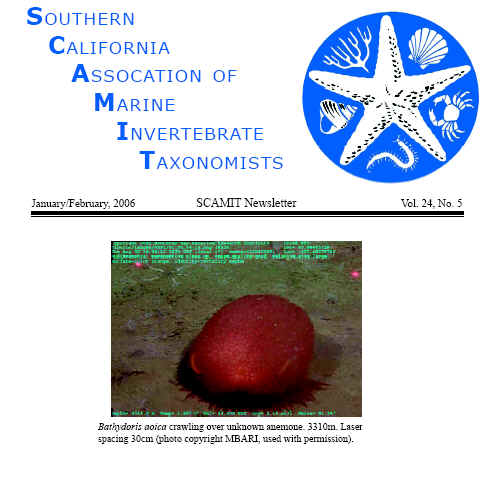 SOUTHERN
CALIFORNIA
ASSOCATION OF
MARINE
INVERTEBRATE
TAXONOMISTS
January/February, 2006 SCAMIT Newsletter Vol. 24, No. 5
Bathydoris aoica crawling over unknown anemone. 3310m. Laser
spacing 30cm (photo copyright MBARI, used with permission).